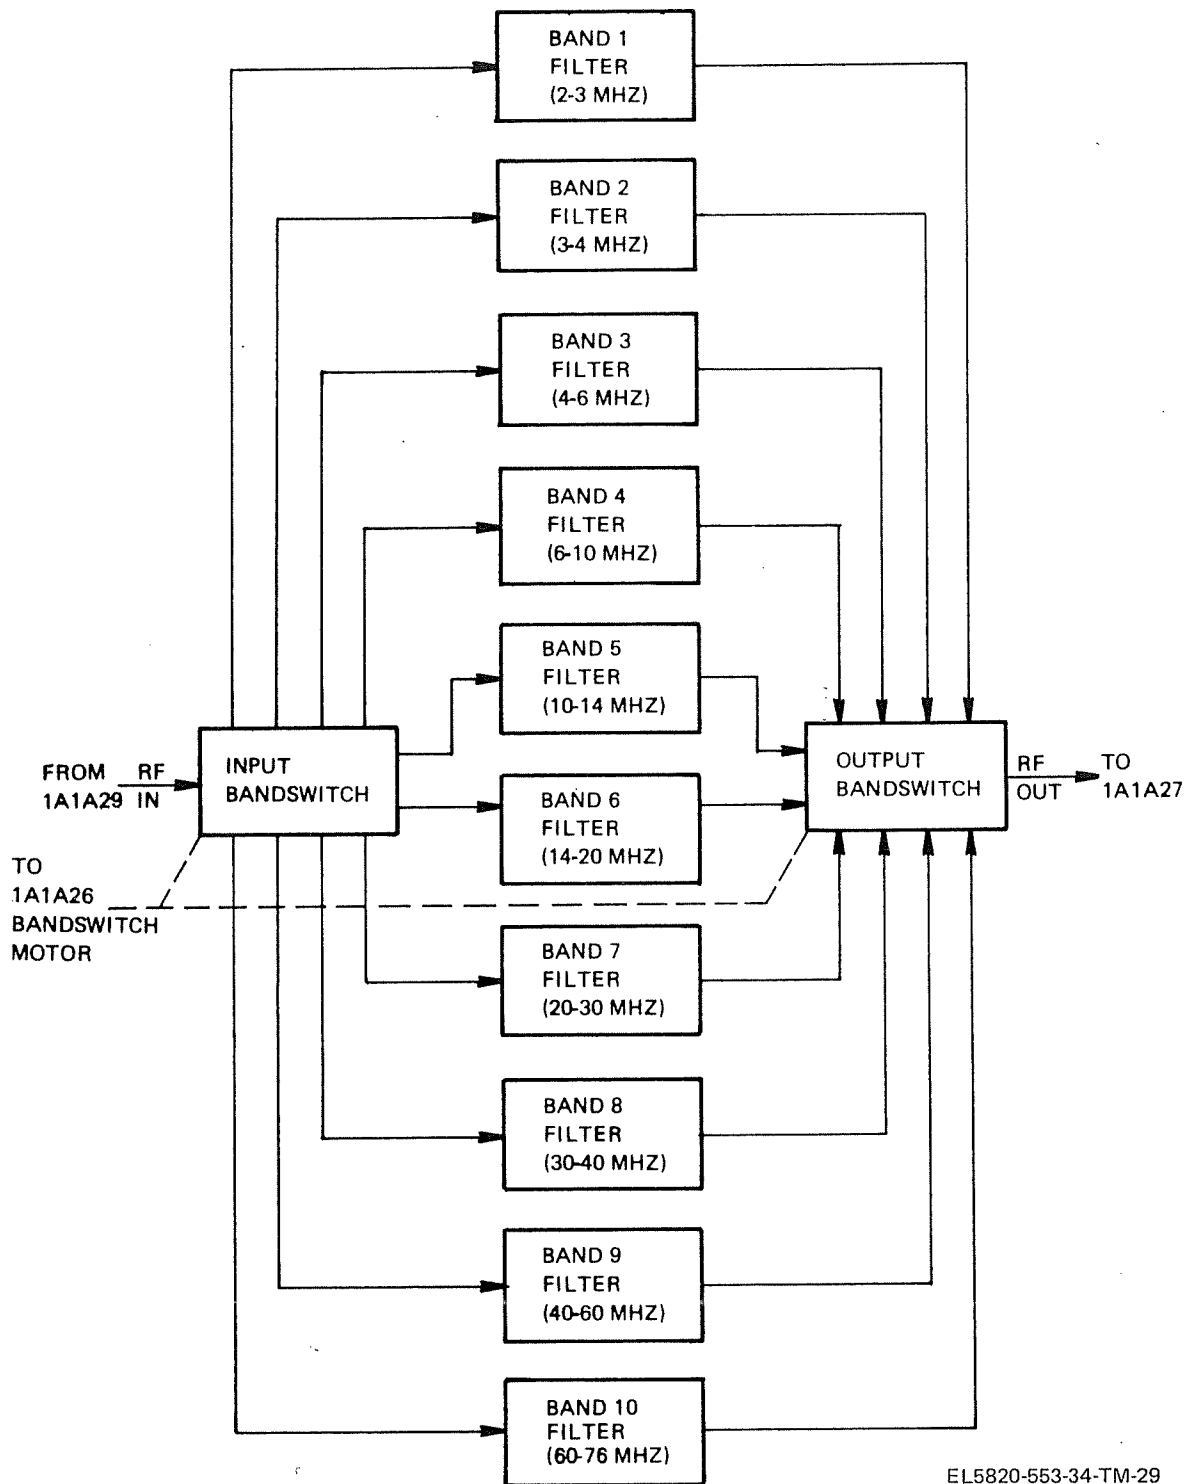 BAND 1
FILTER
(2-3 MHZ)
BAND 2
FILTER
(3-4 MHZ)
BAND 3
FILTER
(4-6 MHZ)
BAND 4
FILTER
(6-10 MHZ)
BAND 5
FILTER
(10-14 MHZ)
FROM
1A1A29
RF
IN
INPUT
BANDSWITCH
OUTPUT
BANDSWITCH
RF
OUT
TO
1A1A27
BAND 6
FILTER
(14-20 MHZ)
TO
1A1A26
BANDSWITCH
MOTOR
BAND 7
FILTER
(20-30 MHZ)
BAND 8
FILTER
(30-40 MHZ)
BAND 9
FILTER
(40-60 MHZ)
BAND 10
FILTER
(60-76 MHZ)
EL5820-553-34-TM-29